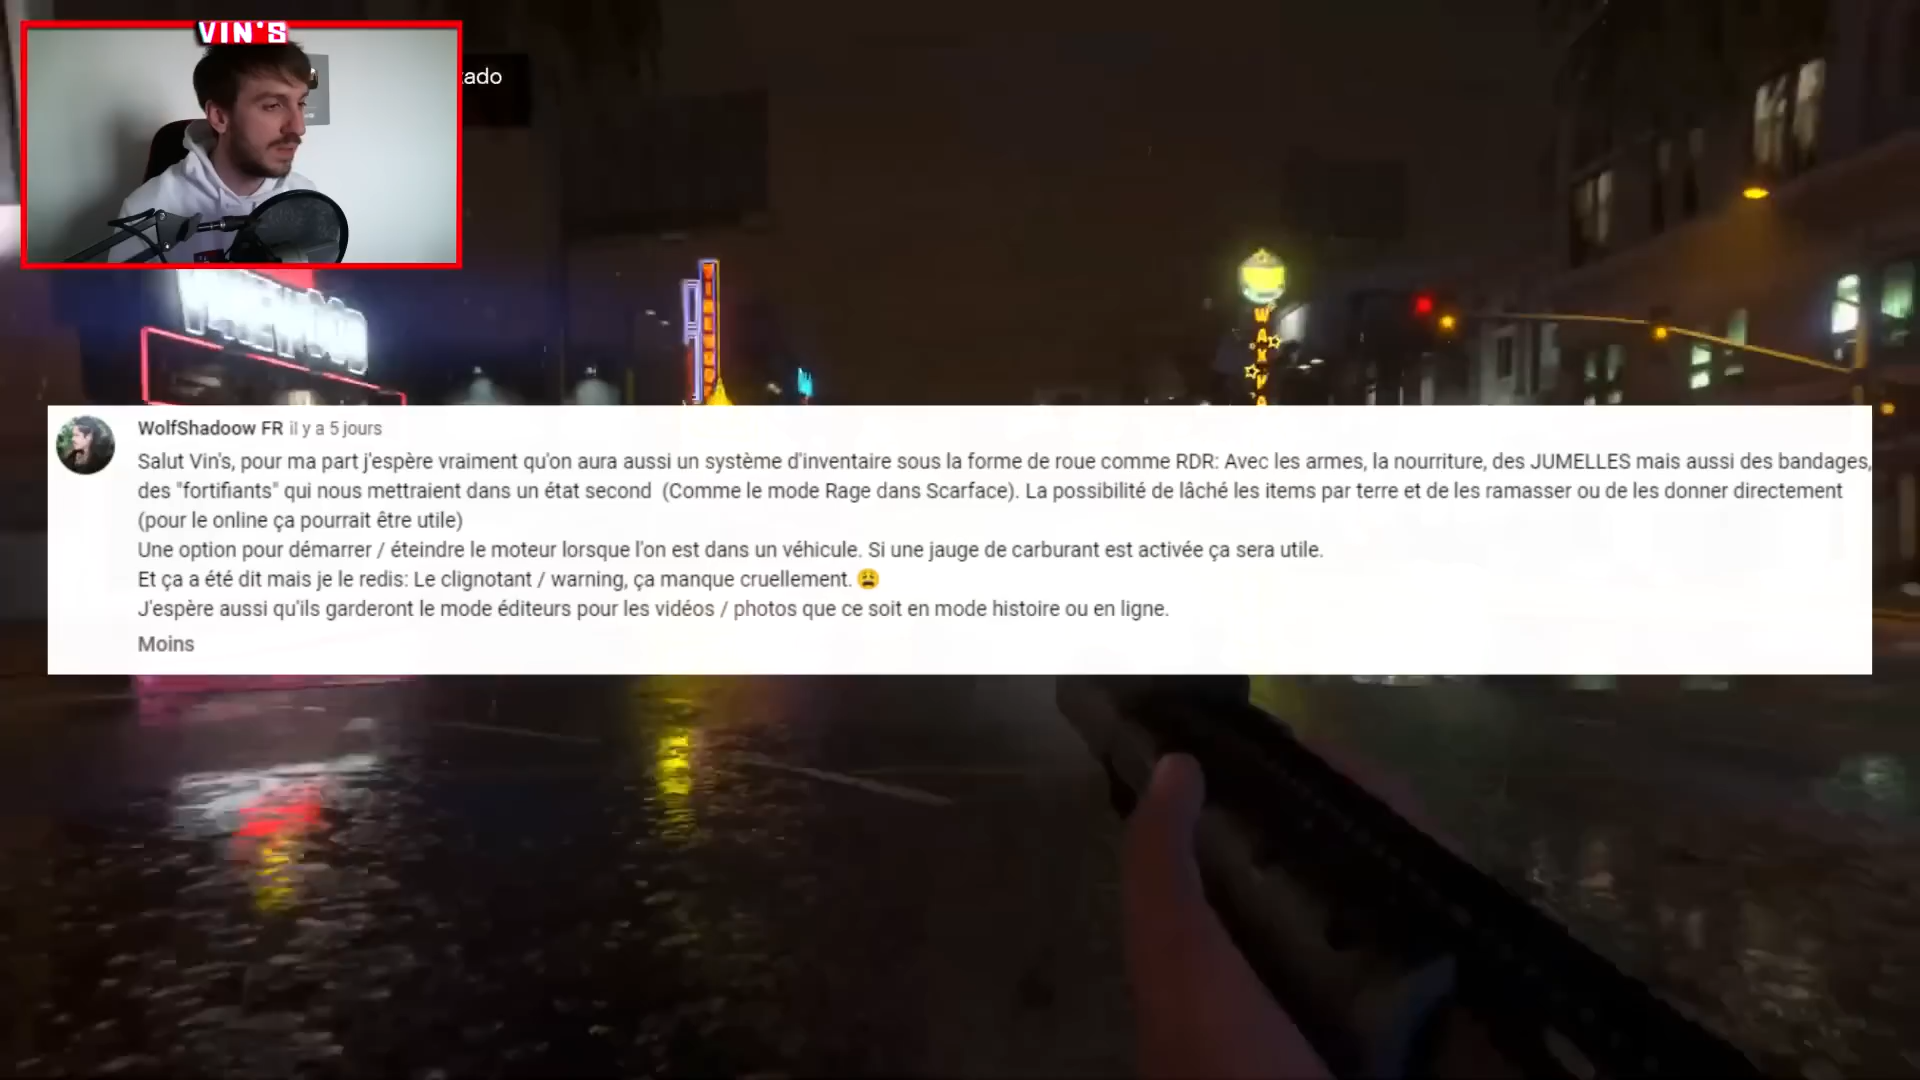 VIN'S
tado
WolfShadoow FR il y a 5 jours
Salut Vin's, pour ma part j'espère vraiment qu'on aura aussi un système d'inventaire sous la forme de roue comme RDR: Avec les armes, la nourriture, des JUMELLES mais aussi des bandages,
des "fortifiants" qui nous mettraient dans un état second (Comme le mode Rage dans Scarface). La possibilité de lâché les items par terre et de les ramasser ou de les donner directement
(pour le online ça pourrait être utile)
Une option pour démarrer / éteindre le moteur lorsque l'on est dans un véhicule. Si une jauge de carburant est activée ça sera utile.
Et ça a été dit mais je le redis: Le clignotant / warning, ça manque cruellement. 😩
J'espère aussi qu'ils garderont le mode éditeurs pour les vidéos / photos que ce soit en mode histoire ou en ligne.
Moins